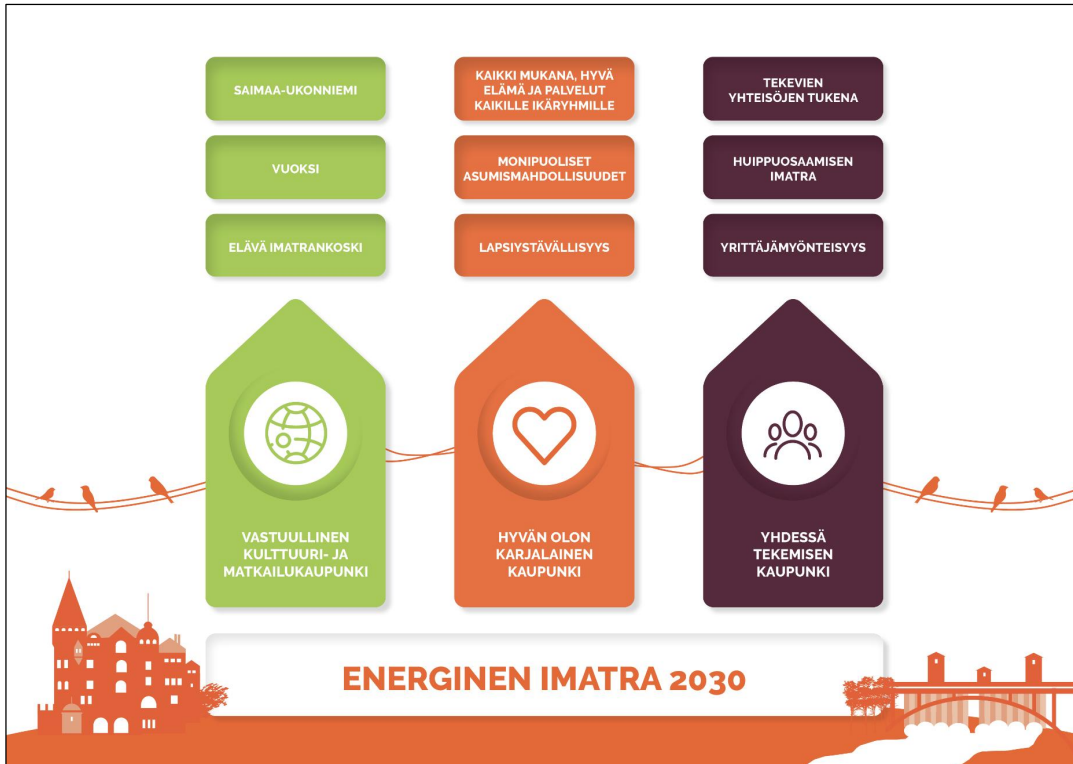 SAIMAA-UKONNIEMI
VUOKSI
ELÄVÄ IMATRANKOSKI
VASTUULLINEN
KULTTUURI- JA
MATKAILUKAUPUNKI
KAIKKI MUKANA, HYVÄ
ELÄMÄ JA PALVELUT
KAIKILLE IKÄRYHMILLE
MONIPUOLISET
ASUMISMAHDOLLISUUDET
LAPSIYSTÄVÄLLISYYS
HYVÄN OLON
KARJALAINEN
KAUPUNKI
TEKEVIEN
YHTEISÖJEN TUKENA
HUIPPUOSAAMISEN
IMATRA
YRITTÄJÄMYÖNTEISYYS
YHDESSÄ
TEKEMISEN
KAUPUNKI
ENERGINEN IMATRA 2030